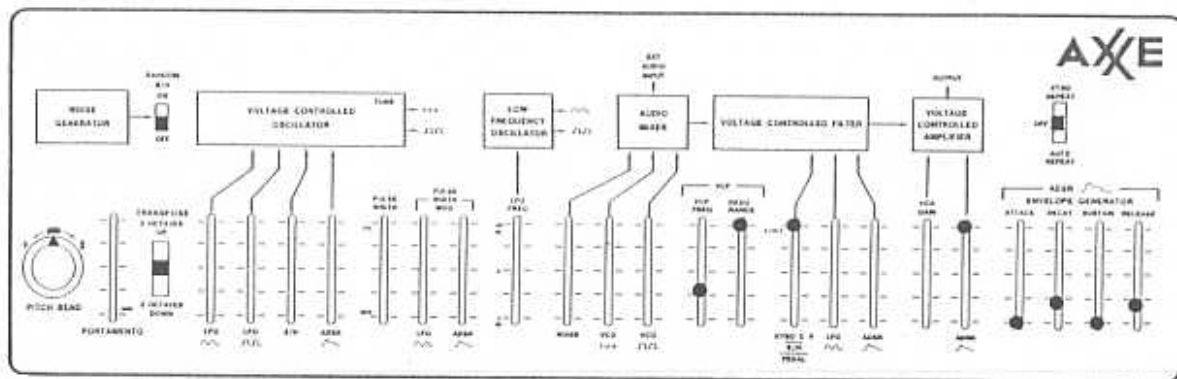 AXXE
EXT
AUDIO
INPUT
OUTPUT
RANDOM
S/H
ON
OFF
NOISE
GENERATOR
VOLTAGE CONTROLLED
OSCILLATOR
TUNE
LOW
FREQUENCY
OSCILLATOR
AUDIO
MIXER
VOLTAGE CONTROLLED FILTER
VOLTAGE
CONTROLLED
AMPLIFIER
KYBD
REPEAT
OFF
AUTO
REPEAT
TRANSPOSE
2 OCTAVES
UP
2 OCTAVES
DOWN
PITCH BEND
PORTAMENTO
LFO
LFO
S/H
ADSR
PULSE
WIDTH
PULSE
WIDTH
MOD
LFO
ADSR
LFO
FREQ
NOISE
VCO
VCO
VCF
VCF
FREQ
RESONANCE
KYBD C V
S/H
PEDAL
LFO
ADSR
VCA
GAIN
ADSR
ADSR
ENVELOPE GENERATOR
ATTACK DECAY SUSTAIN RELEASE